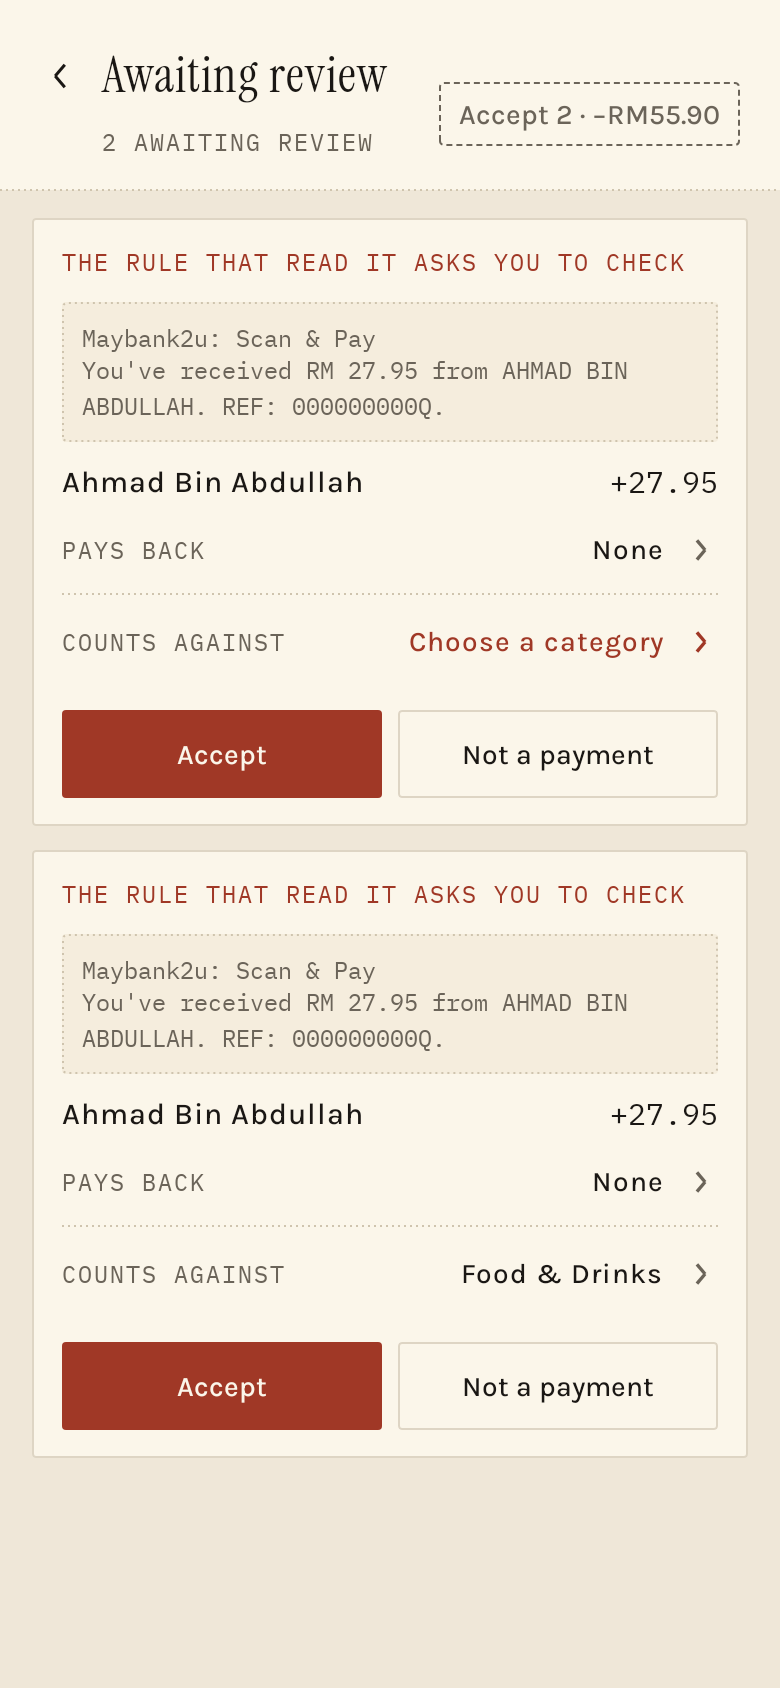 Awaiting review
2 AWAITING REVIEW
Accept 2 · −RM55.90
THE RULE THAT READ IT ASKS YOU TO CHECK
Maybank2u: Scan & Pay
You've received RM 27.95 from AHMAD BIN
ABDULLAH. REF: 000000000Q.
Ahmad Bin Abdullah +27.95
PAYS BACK None
COUNTS AGAINST Choose a category
Accept Not a payment
THE RULE THAT READ IT ASKS YOU TO CHECK
Maybank2u: Scan & Pay
You've received RM 27.95 from AHMAD BIN
ABDULLAH. REF: 000000000Q.
Ahmad Bin Abdullah +27.95
PAYS BACK None
COUNTS AGAINST Food & Drinks
Accept Not a payment